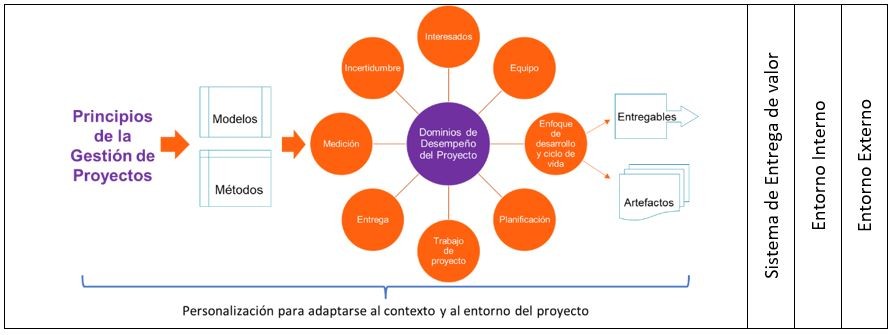 Principios
de la
Gestión de
Proyectos
Modelos
Métodos
Interesados
Equipo
Enfoque
de
desarrollo
y ciclo de
vida
Planificación
Trabajo
de
proyecto
Entrega
Medición
Incertidumbre
Dominios de
Desempeño
del Proyecto
Entregables
Artefactos
Personalización para adaptarse al contexto y al entorno del proyecto
Sistema de Entrega de valor
Entorno Interno
Entorno Externo